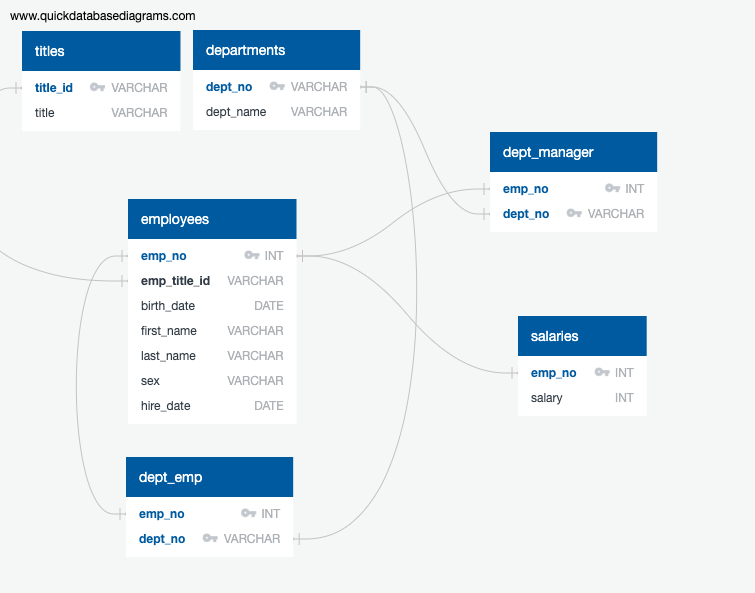 www.quickdatabasediagrams.com
titles
title_id VARCHAR
title VARCHAR
departments
dept_no VARCHAR
dept_name VARCHAR
dept_manager
emp_no INT
dept_no VARCHAR
employees
emp_no INT
emp_title_id VARCHAR
birth_date DATE
first_name VARCHAR
last_name VARCHAR
sex VARCHAR
hire_date DATE
salaries
emp_no INT
salary INT
dept_emp
emp_no INT
dept_no VARCHAR